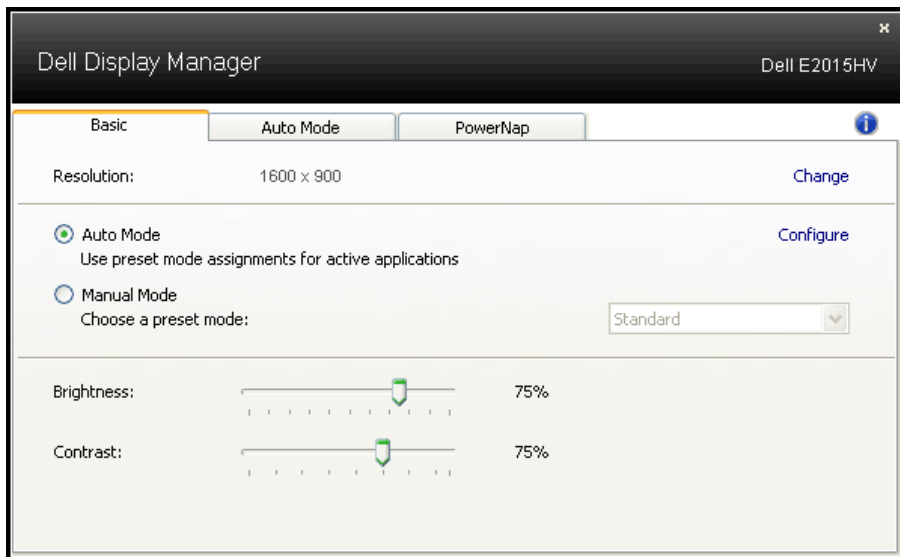 Dell Display Manager
Dell E2015HV
Basic Auto Mode PowerNap
Resolution: 1600 x 900 Change
Auto Mode Configure
Use preset mode assignments for active applications
Manual Mode
Choose a preset mode: Standard
Brightness: 75%
Contrast: 75%